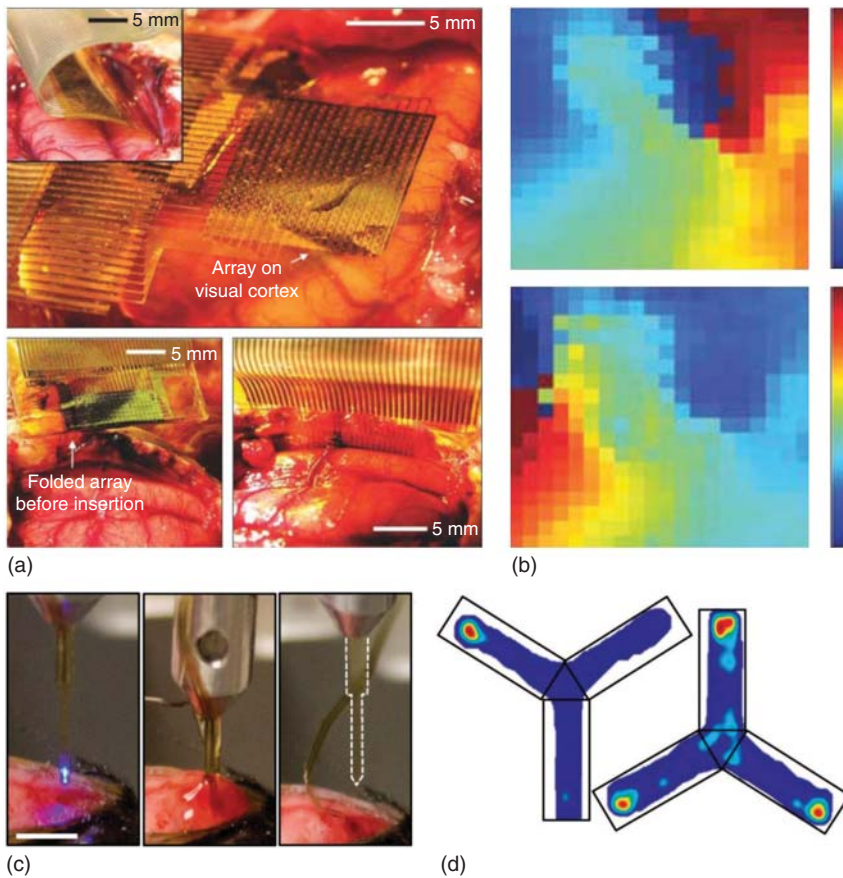 5 mm
5 mm
Array on
visual cortex
5 mm
Folded array
before insertion
5 mm
(a)
(b)
(c)
(d)